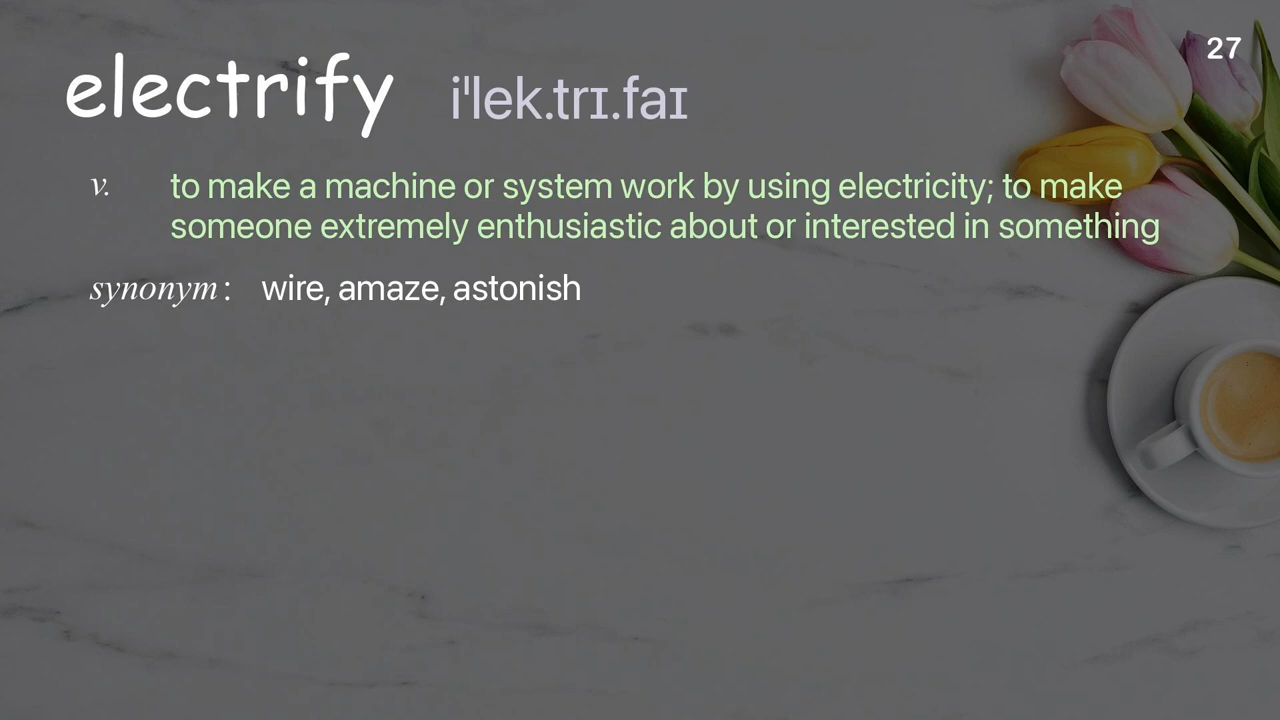 27
electrify iˈlek.trɪ.faɪ
v. to make a machine or system work by using electricity; to make
someone extremely enthusiastic about or interested in something
synonym : wire, amaze, astonish